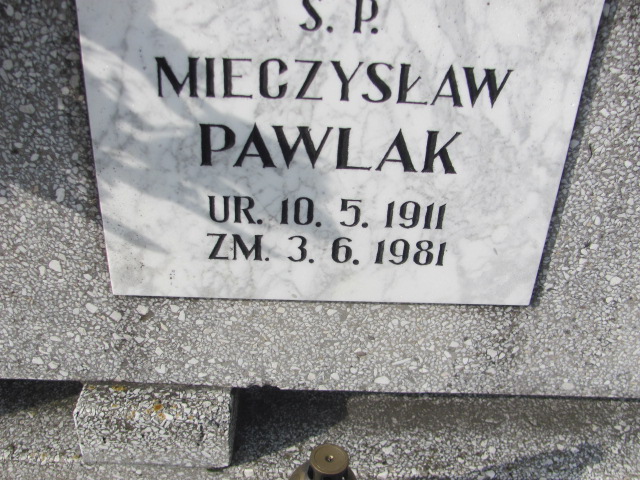 Ś. P.
MIECZYSŁAW
PAWLAK
UR. 10. 5. 1911
ZM. 3. 6. 1981